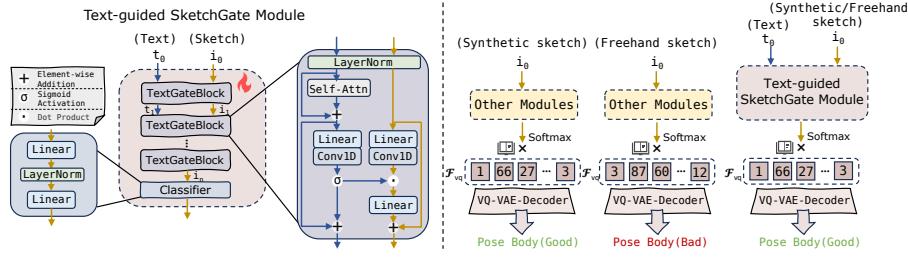 Text-guided SketchGate Module
(Text) (Sketch)
t0 i0
Element-wise
Addition
σ Sigmoid
Activation
Dot Product
TextGateBlock
t1 i1
TextGateBlock
TextGateBlock
in
Classifier
Linear
LayerNorm
Linear
LayerNorm
Self-Attn
+
Linear Linear
Conv1D Conv1D
σ
Linear
+ +
(Synthetic sketch)
i0
Other Modules
Softmax
×
Fvq 1 66 27 ··· 3
VQ-VAE-Decoder
Pose Body(Good)
(Freehand sketch)
i0
Other Modules
Softmax
×
Fvq 3 87 60 ··· 12
VQ-VAE-Decoder
Pose Body(Bad)
(Synthetic/Freehand
sketch)
(Text)
t0 i0
Text-guided
SketchGate Module
Softmax
×
Fvq 1 66 27 ··· 3
VQ-VAE-Decoder
Pose Body(Good)